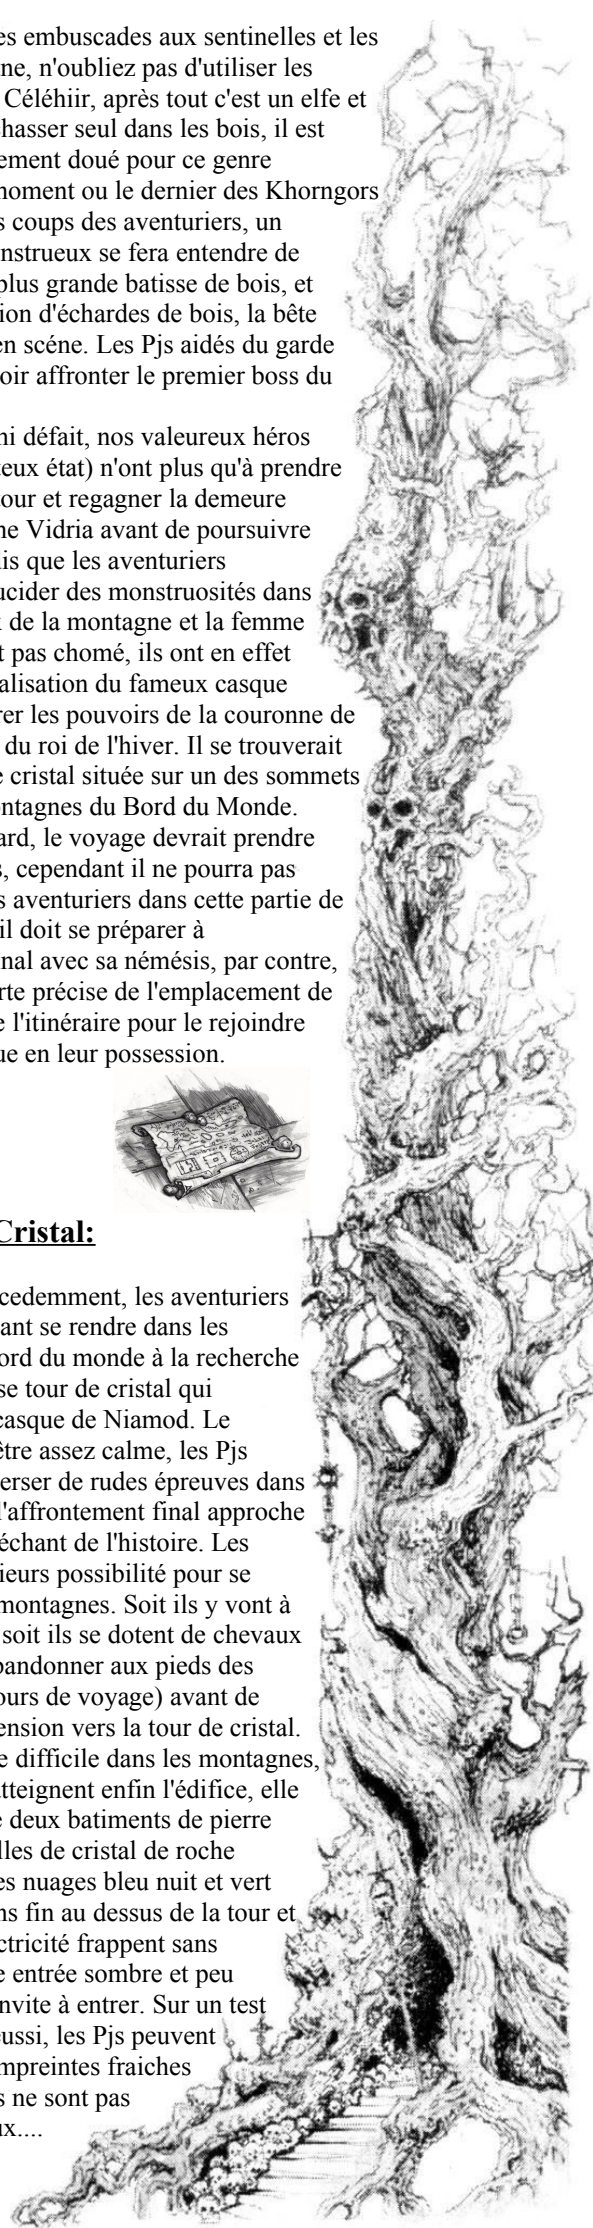 es embuscades aux sentinelles et les
ne, n'oubliez pas d'utiliser les
Céléhiir, après tout c'est un elfe et
chasser seul dans les bois, il est
ement doué pour ce genre
moment ou le dernier des Khorngors
s coups des aventuriers, un
nstrueux se fera entendre de
plus grande batisse de bois, et
ion d'échardes de bois, la bête
en scéne. Les Pjs aidés du garde
oir affronter le premier boss du
ni défait, nos valeureux héros
teux état) n'ont plus qu'à prendre
tour et regagner la demeure
ne Vidria avant de poursuivre
dis que les aventuriers
ucider des monstruosités dans
x de la montagne et la femme
t pas chomé, ils ont en effet
alisation du fameux casque
rer les pouvoirs de la couronne de
du roi de l'hiver. Il se trouverait
e cristal située sur un des sommets
ontagnes du Bord du Monde.
ard, le voyage devrait prendre
s, cependant il ne pourra pas
s aventuriers dans cette partie de
il doit se préparer à
inal avec sa némésis, par contre,
rte précise de l'emplacement de
e l'itinéraire pour le rejoindre
ue en leur possession.
Cristal:
cedemment, les aventuriers
ant se rendre dans les
ord du monde à la recherche
se tour de cristal qui
casque de Niamod. Le
être assez calme, les Pjs
erser de rudes épreuves dans
l'affrontement final approche
échant de l'histoire. Les
ieurs possibilité pour se
montagnes. Soit ils y vont à
soit ils se dotent de chevaux
bandonner aux pieds des
ours de voyage) avant de
ension vers la tour de cristal.
e difficile dans les montagnes,
atteignent enfin l'édifice, elle
e deux batiments de pierre
lles de cristal de roche
es nuages bleu nuit et vert
ns fin au dessus de la tour et
ctricité frappent sans
e entrée sombre et peu
nvite à entrer. Sur un test
eussi, les Pjs peuvent
mpreintes fraiches
s ne sont pas
ux....